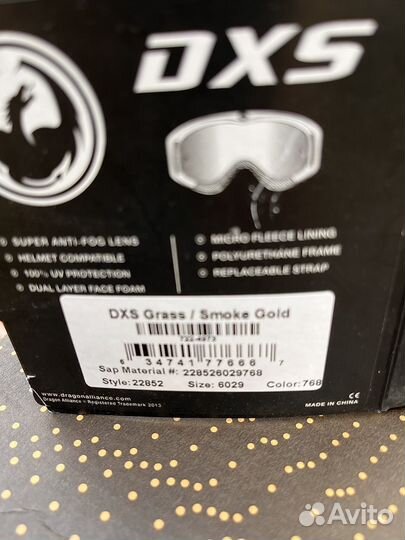 DXS
• SUPER ANTI-FOG LENS
• HELMET COMPATIBLE
• 100% UV PROTECTION
• DUAL LAYER FACE FOAM
• MICRO FLEECE LINING
• POLYURETHANE FRAME
• REPLACEABLE STRAP
DXS Grass / Smoke Gold
722-4973
6 34741 77666 7
Sap Material #: 228526029768
Style: 22852 Size: 6029 Color: 768
www.dragonalliance.com
Dragon Alliance - Registered Trademark 2013
CE
MADE IN CHINA
Avito